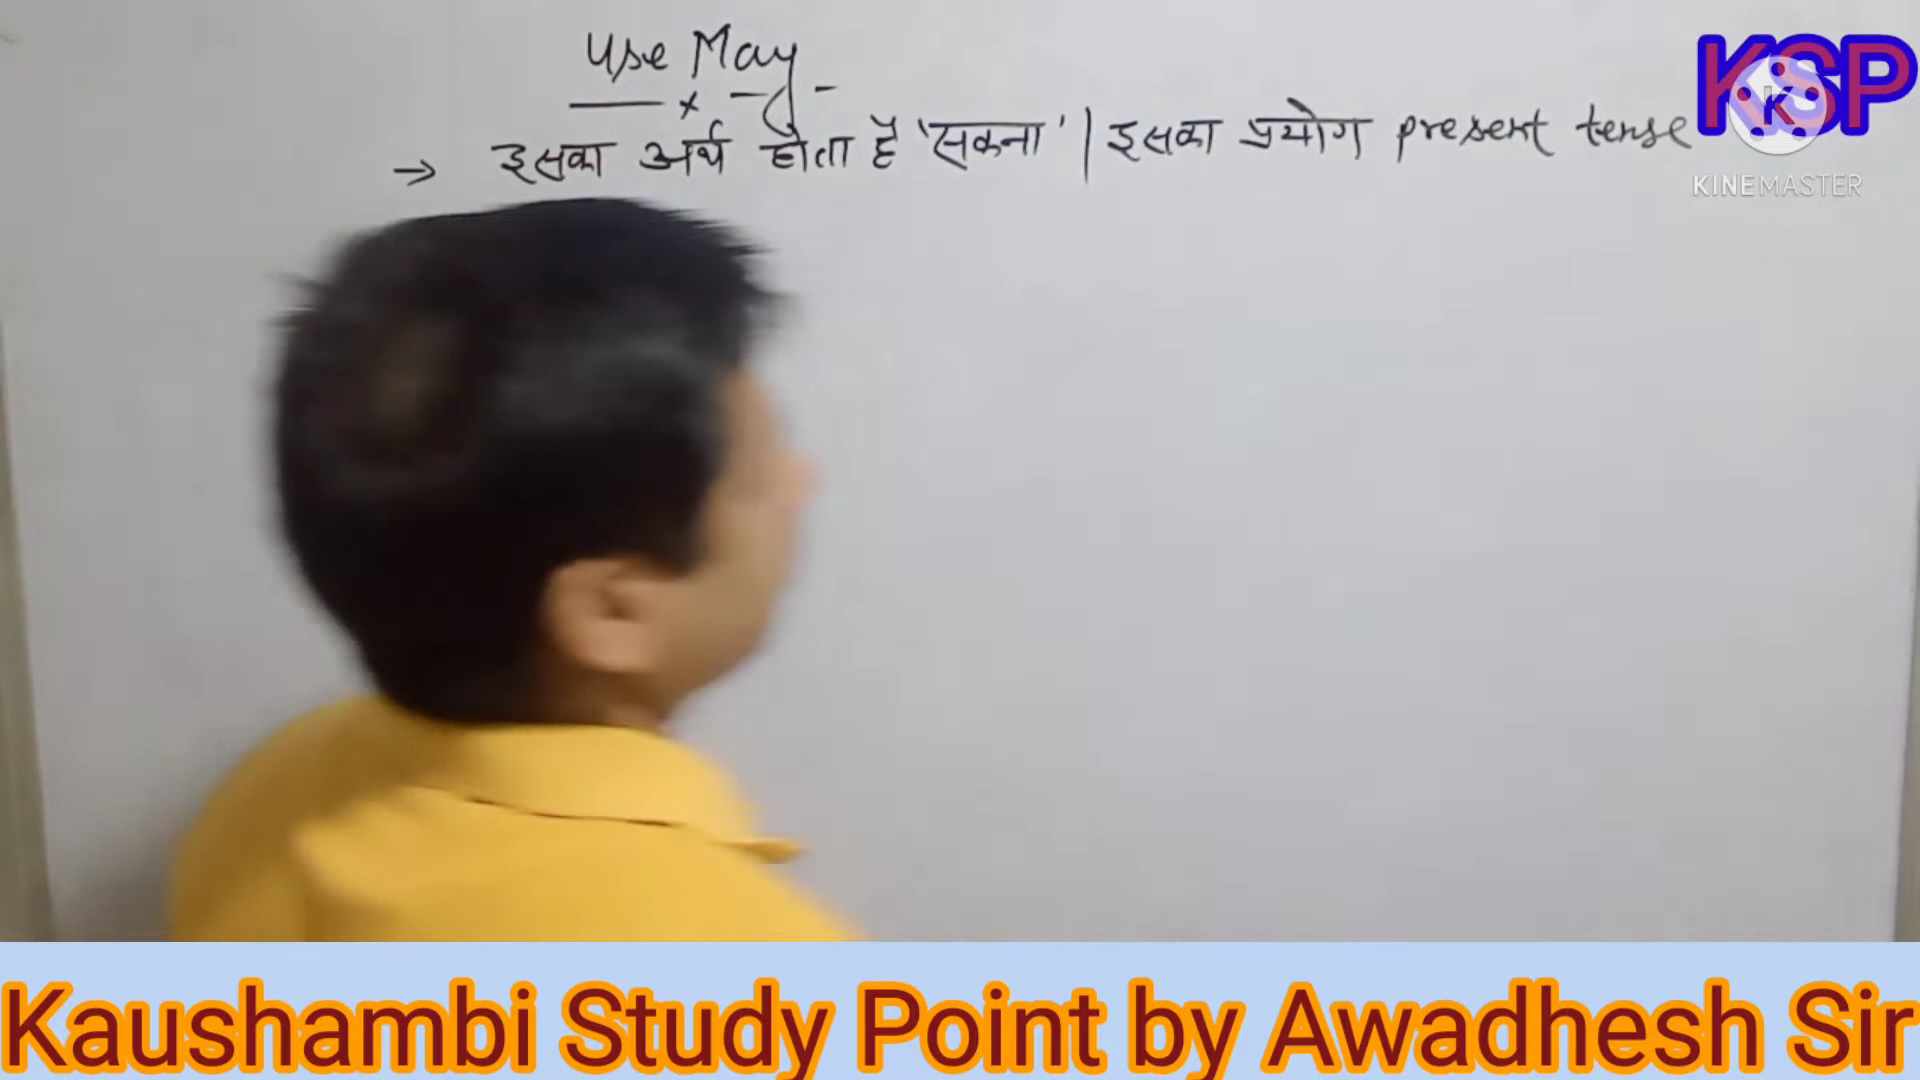 Use May
→ इसका अर्थ होता है 'सकना' | इसका प्रयोग present tense
KSP
K
KINEMASTER
Kaushambi Study Point by Awadhesh Sir